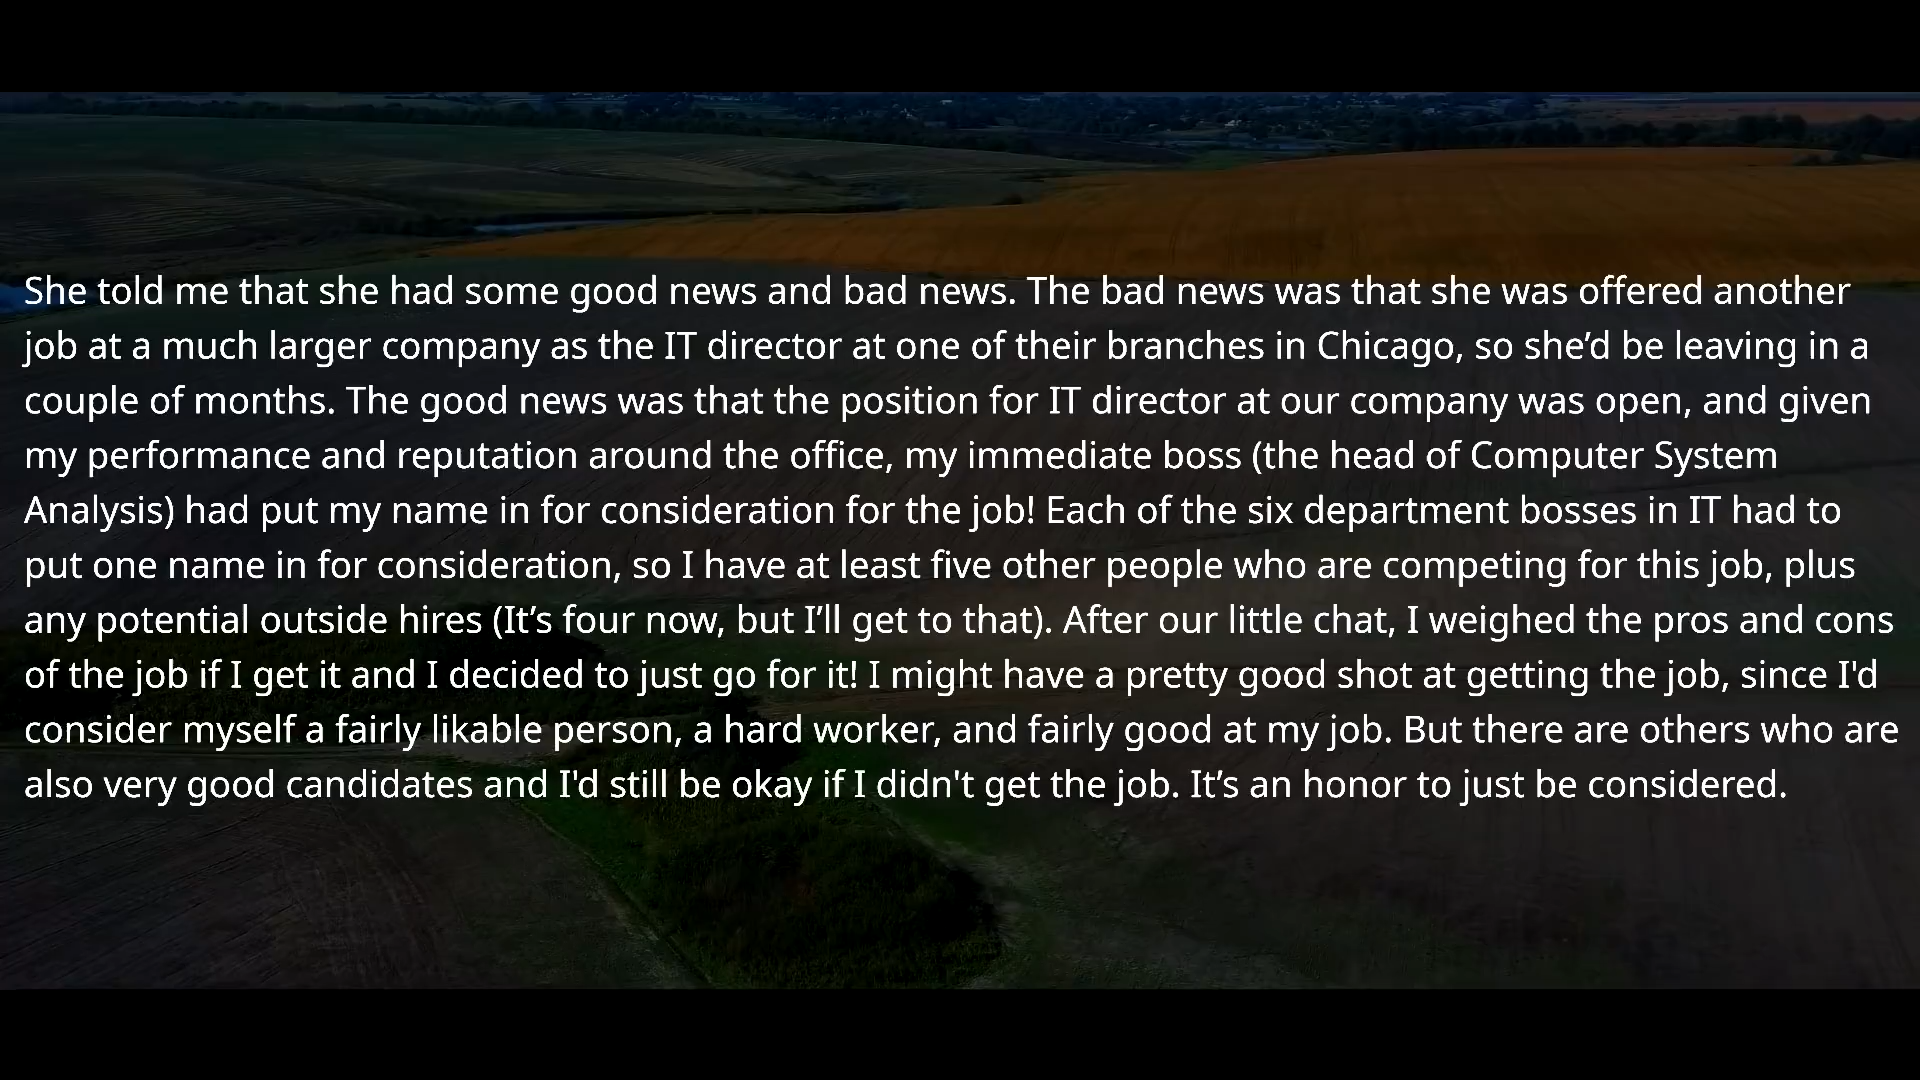 She told me that she had some good news and bad news. The bad news was that she was offered another
job at a much larger company as the IT director at one of their branches in Chicago, so she’d be leaving in a
couple of months. The good news was that the position for IT director at our company was open, and given
my performance and reputation around the office, my immediate boss (the head of Computer System
Analysis) had put my name in for consideration for the job! Each of the six department bosses in IT had to
put one name in for consideration, so I have at least five other people who are competing for this job, plus
any potential outside hires (It’s four now, but I’ll get to that). After our little chat, I weighed the pros and cons
of the job if I get it and I decided to just go for it! I might have a pretty good shot at getting the job, since I'd
consider myself a fairly likable person, a hard worker, and fairly good at my job. But there are others who are
also very good candidates and I'd still be okay if I didn't get the job. It’s an honor to just be considered.